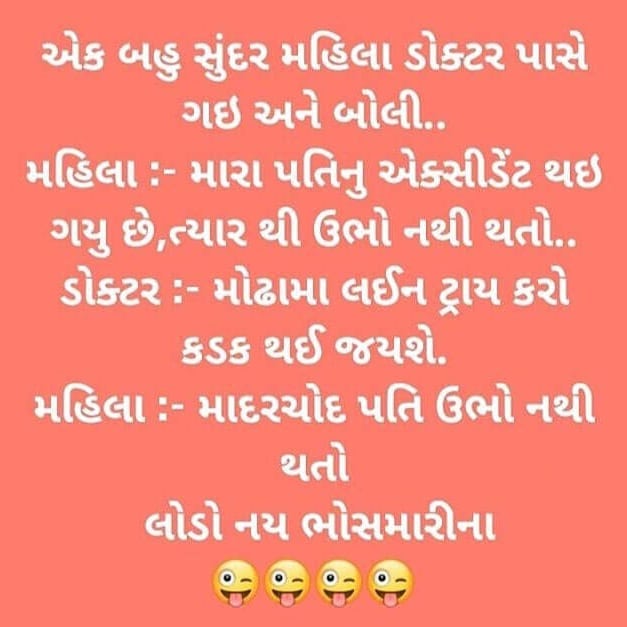 એક બહુ સુંદર મહિલા ડોક્ટર પાસે
ગઇ અને બોલી..
મહિલા :- મારા પતિનુ એક્સીડેંટ થઇ
ગયુ છે,ત્યાર થી ઉભો નથી થતો..
ડોક્ટર :- મોઢામા લઈન ટ્રાય કરો
કડક થઈ જયશે.
મહિલા :- માદરચોદ પતિ ઉભો નથી
થતો
લોડો નય ભોસમારીના
😜😜😜😜